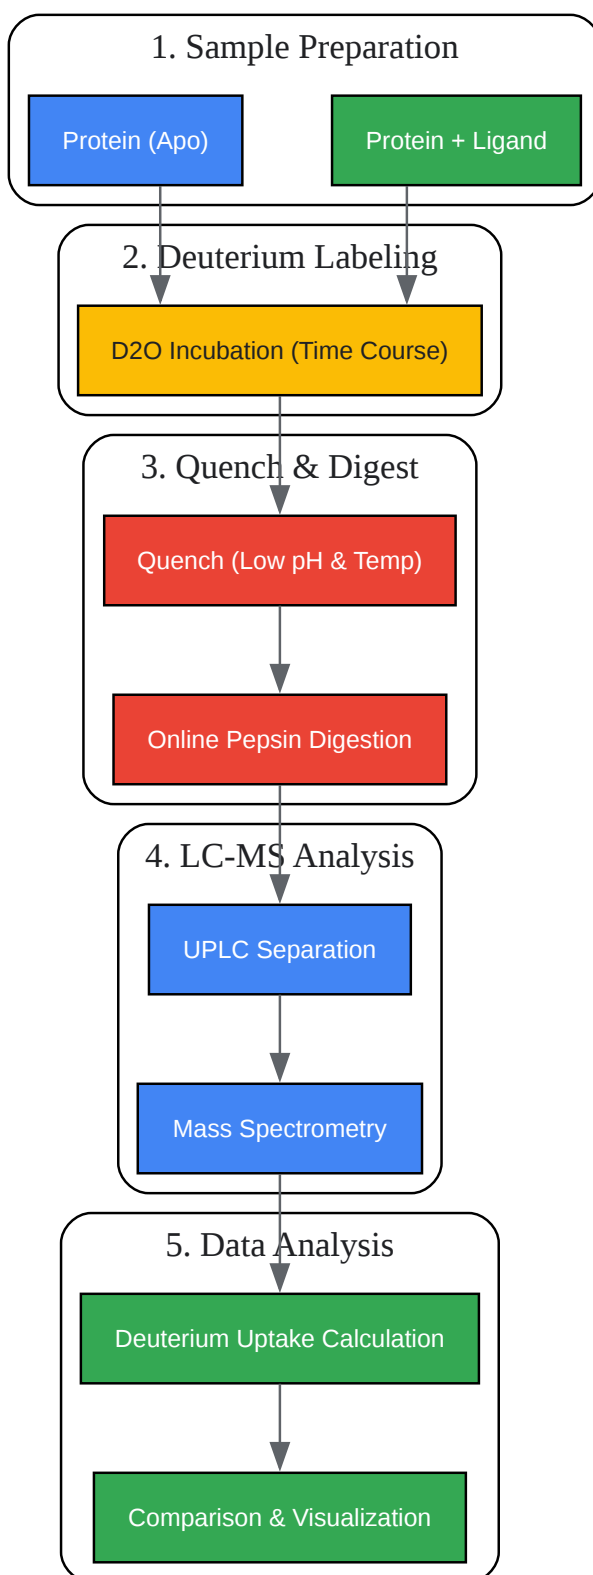 1. Sample Preparation
Protein (Apo)
Protein + Ligand
2. Deuterium Labeling
D2O Incubation (Time Course)
3. Quench & Digest
Quench (Low pH & Temp)
Online Pepsin Digestion
4. LC-MS Analysis
UPLC Separation
Mass Spectrometry
5. Data Analysis
Deuterium Uptake Calculation
Comparison & Visualization